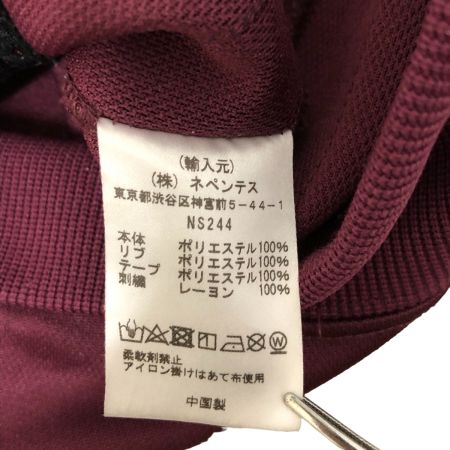 (輸入元)
(株) ネペンテス
東京都渋谷区神宮前5-44-1
NS244
本体 ポリエステル100%
リブ ポリエステル100%
テープ ポリエステル100%
刺繍 レーヨン 100%
柔軟剤禁止
アイロン掛けはあて布使用
中国製